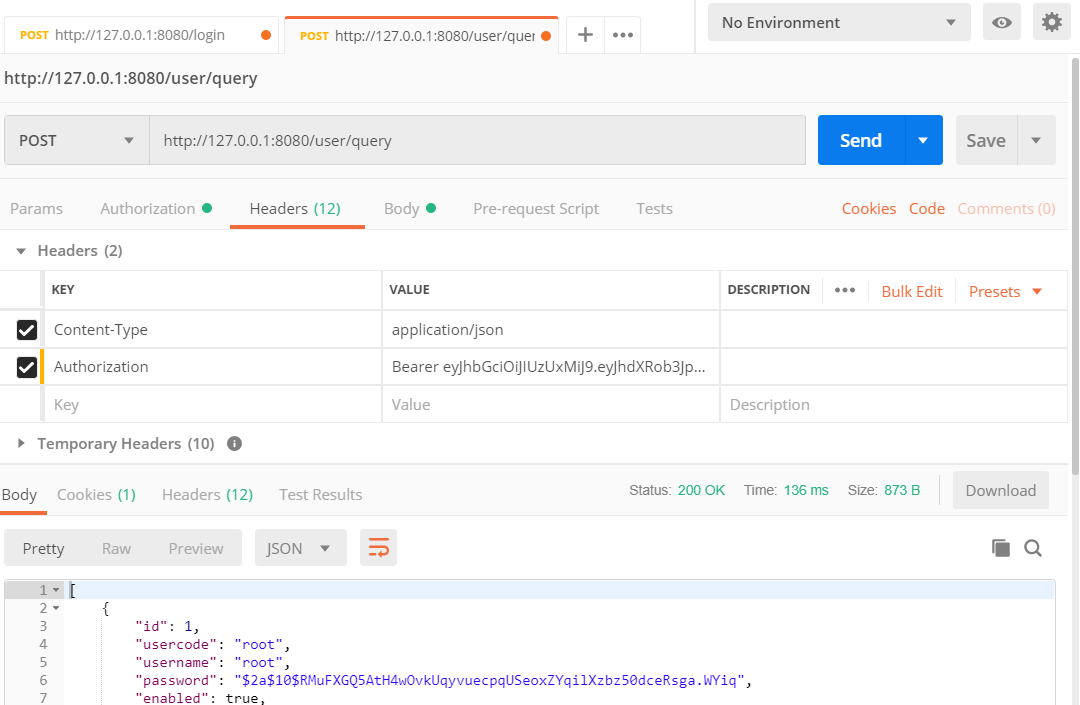 POST http://127.0.0.1:8080/login
POST http://127.0.0.1:8080/user/quer
No Environment
http://127.0.0.1:8080/user/query
POST http://127.0.0.1:8080/user/query Send Save
Params Authorization Headers (12) Body Pre-request Script Tests Cookies Code Comments (0)
Headers (2)
KEY VALUE DESCRIPTION Bulk Edit Presets
Content-Type application/json
Authorization Bearer eyJhbGciOiJIUzUxMiJ9.eyJhdXRob3Jp...
Key Value Description
Temporary Headers (10)
Body Cookies (1) Headers (12) Test Results Status: 200 OK Time: 136 ms Size: 873 B Download
Pretty Raw Preview JSON
1 [
2 {
3 "id": 1,
4 "usercode": "root",
5 "username": "root",
6 "password": "$2a$10$RMuFXGQ5AtH4wOvkUqyvuecpqUSeoxZYqilXzbz50dceRsga.WYiq",
7 "enabled": true,